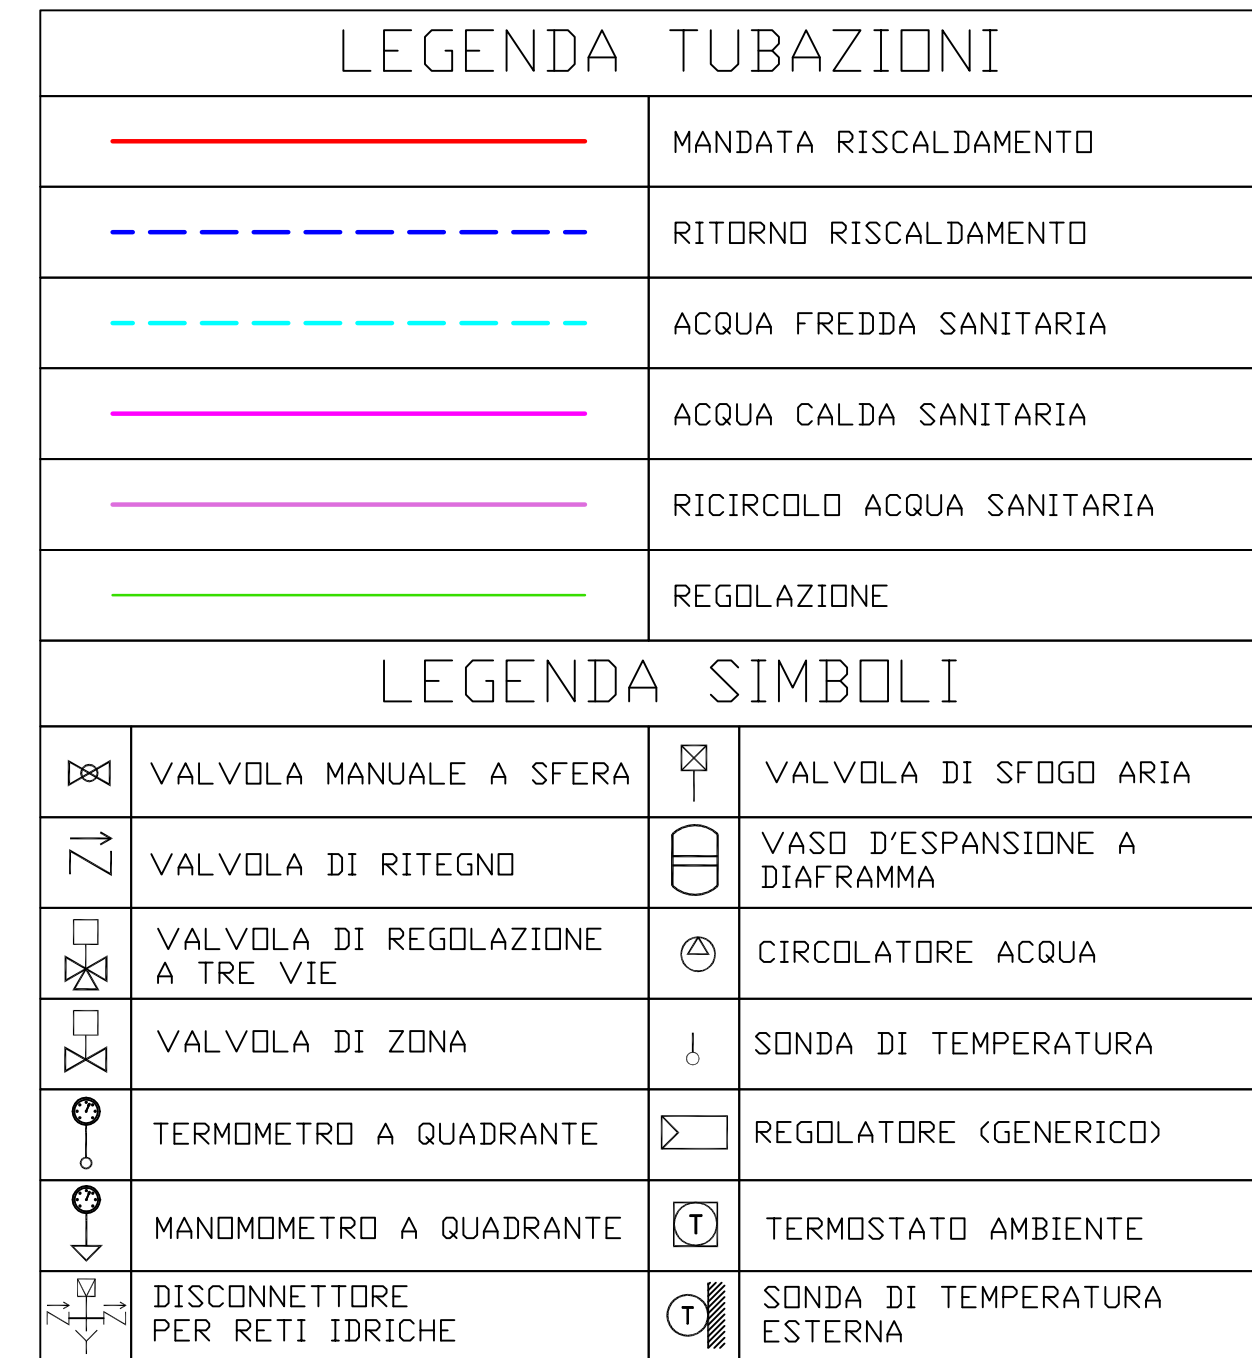 LEGENDA TUBAZIONI
MANDATA RISCALDAMENTO
RITORNO RISCALDAMENTO
ACQUA FREDDA SANITARIA
ACQUA CALDA SANITARIA
RICIRCOLO ACQUA SANITARIA
REGOLAZIONE
LEGENDA SIMBOLI
VALVOLA MANUALE A SFERA
VALVOLA DI SFOGO ARIA
VALVOLA DI RITEGNO
VASO D'ESPANSIONE A
DIAFRAMMA
VALVOLA DI REGOLAZIONE
A TRE VIE
CIRCOLATORE ACQUA
VALVOLA DI ZONA
SONDA DI TEMPERATURA
TERMOMETRO A QUADRANTE
REGOLATORE (GENERICO)
MANOMOMETRO A QUADRANTE
T
TERMOSTATO AMBIENTE
DISCONNETTORE
PER RETI IDRICHE
T
SONDA DI TEMPERATURA
ESTERNA